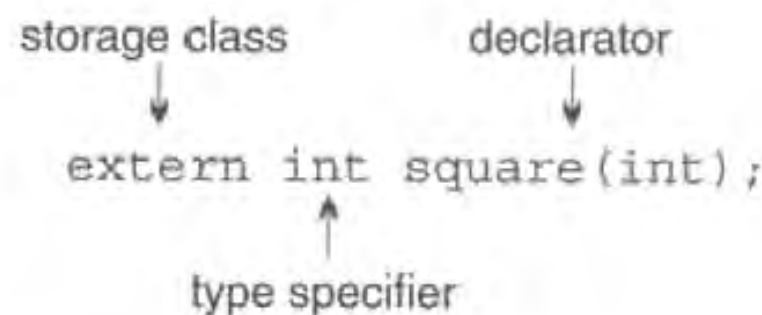 storage class declarator
extern int square(int);
type specifier